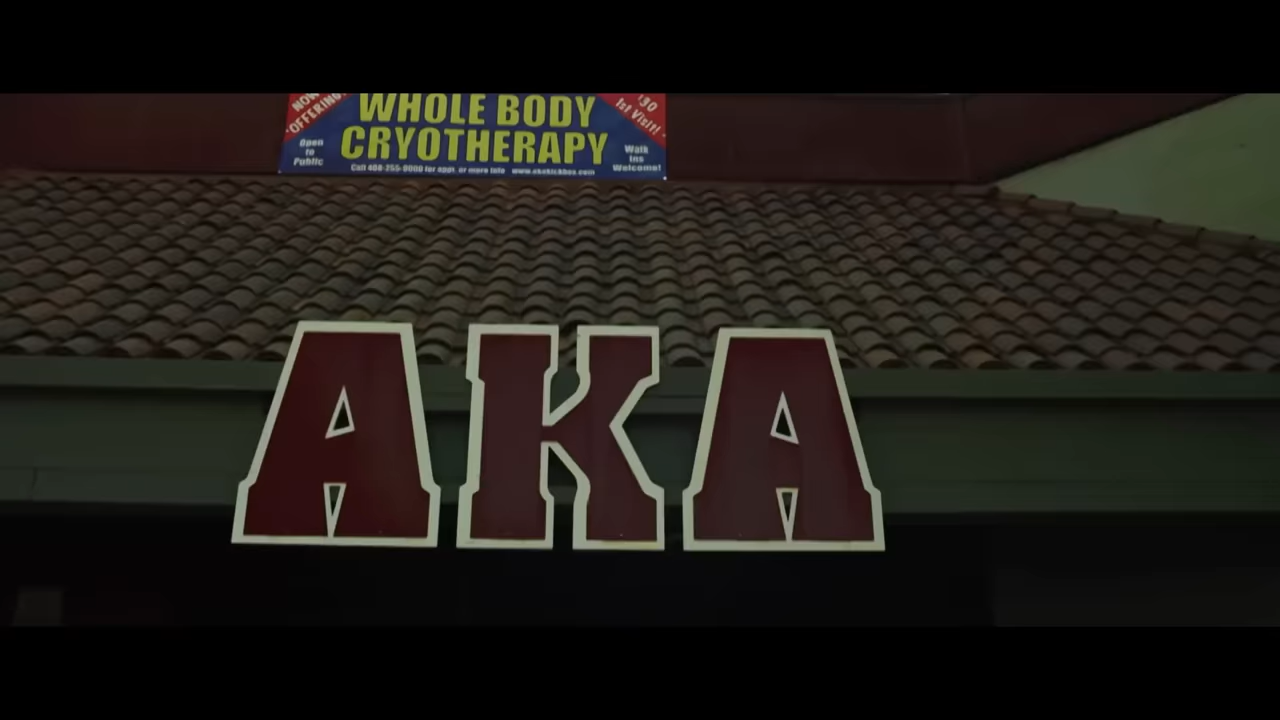 NOW
OFFERING!
WHOLE BODY
CRYOTHERAPY
$30
1st Visit!
Open
to
Public
Walk
Ins
Welcome!
Call 408-255-0000 for appt. or more info www.akakickbox.com
AKA